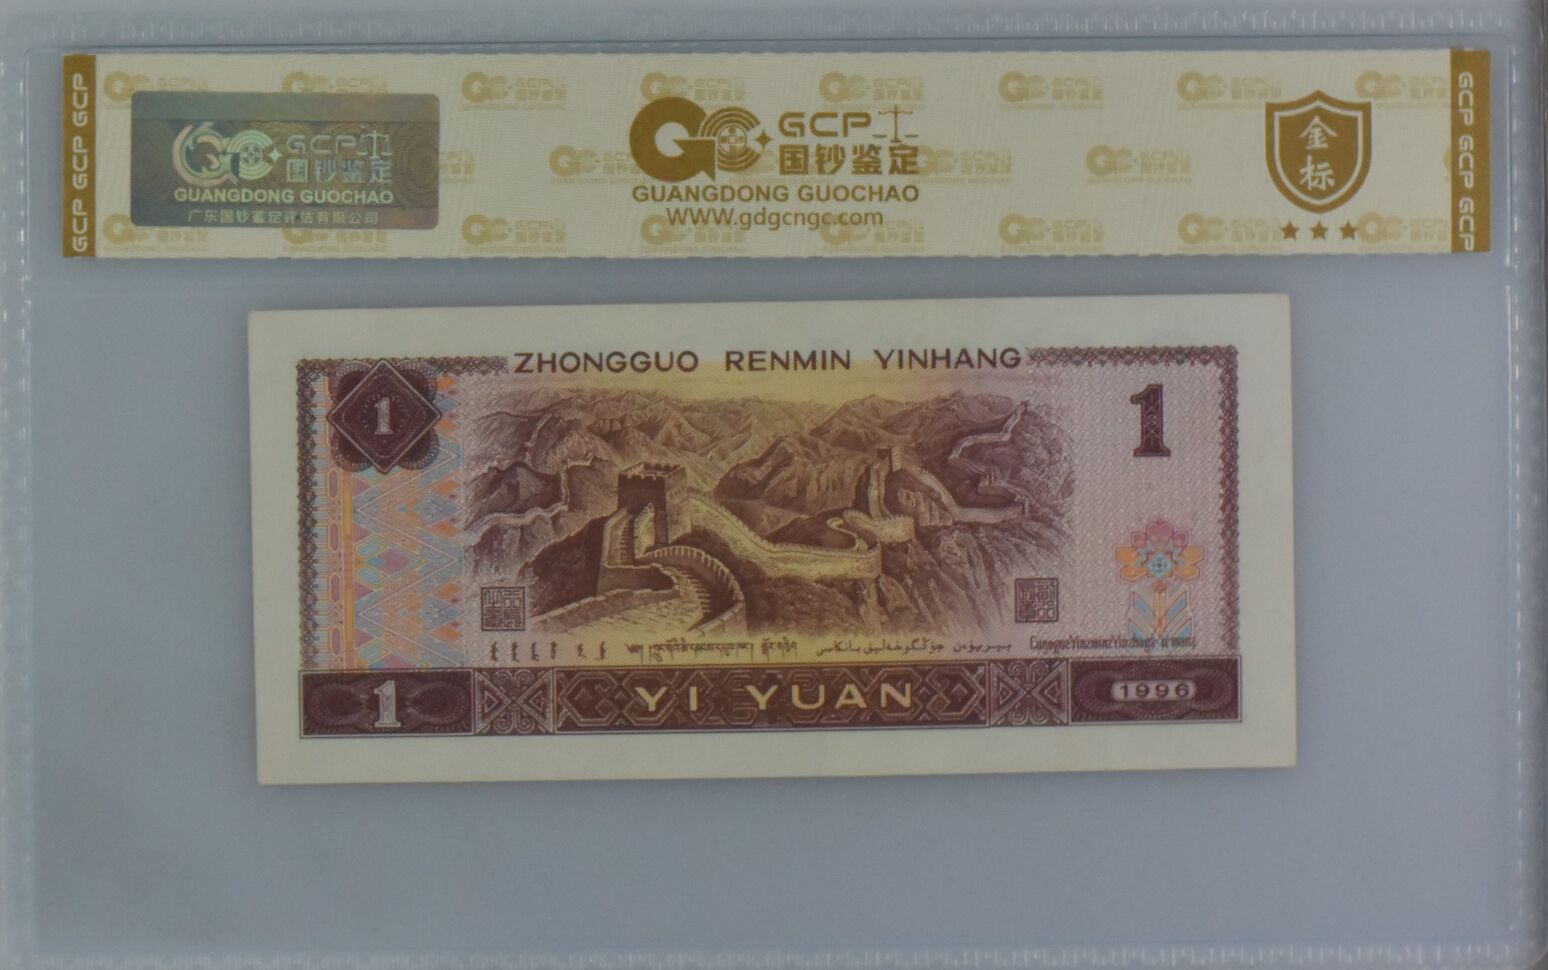 GCP GCP GCP
GCP
国钞鉴定
GUANGDONG GUOCHAO
广东国钞鉴定评估有限公司
GCP
国钞鉴定
GUANGDONG GUOCHAO
WWW.gdgcngc.com
金标
GCP GCP GCP
ZHONGGUO RENMIN YINHANG
1
1
1
YI YUAN
1996